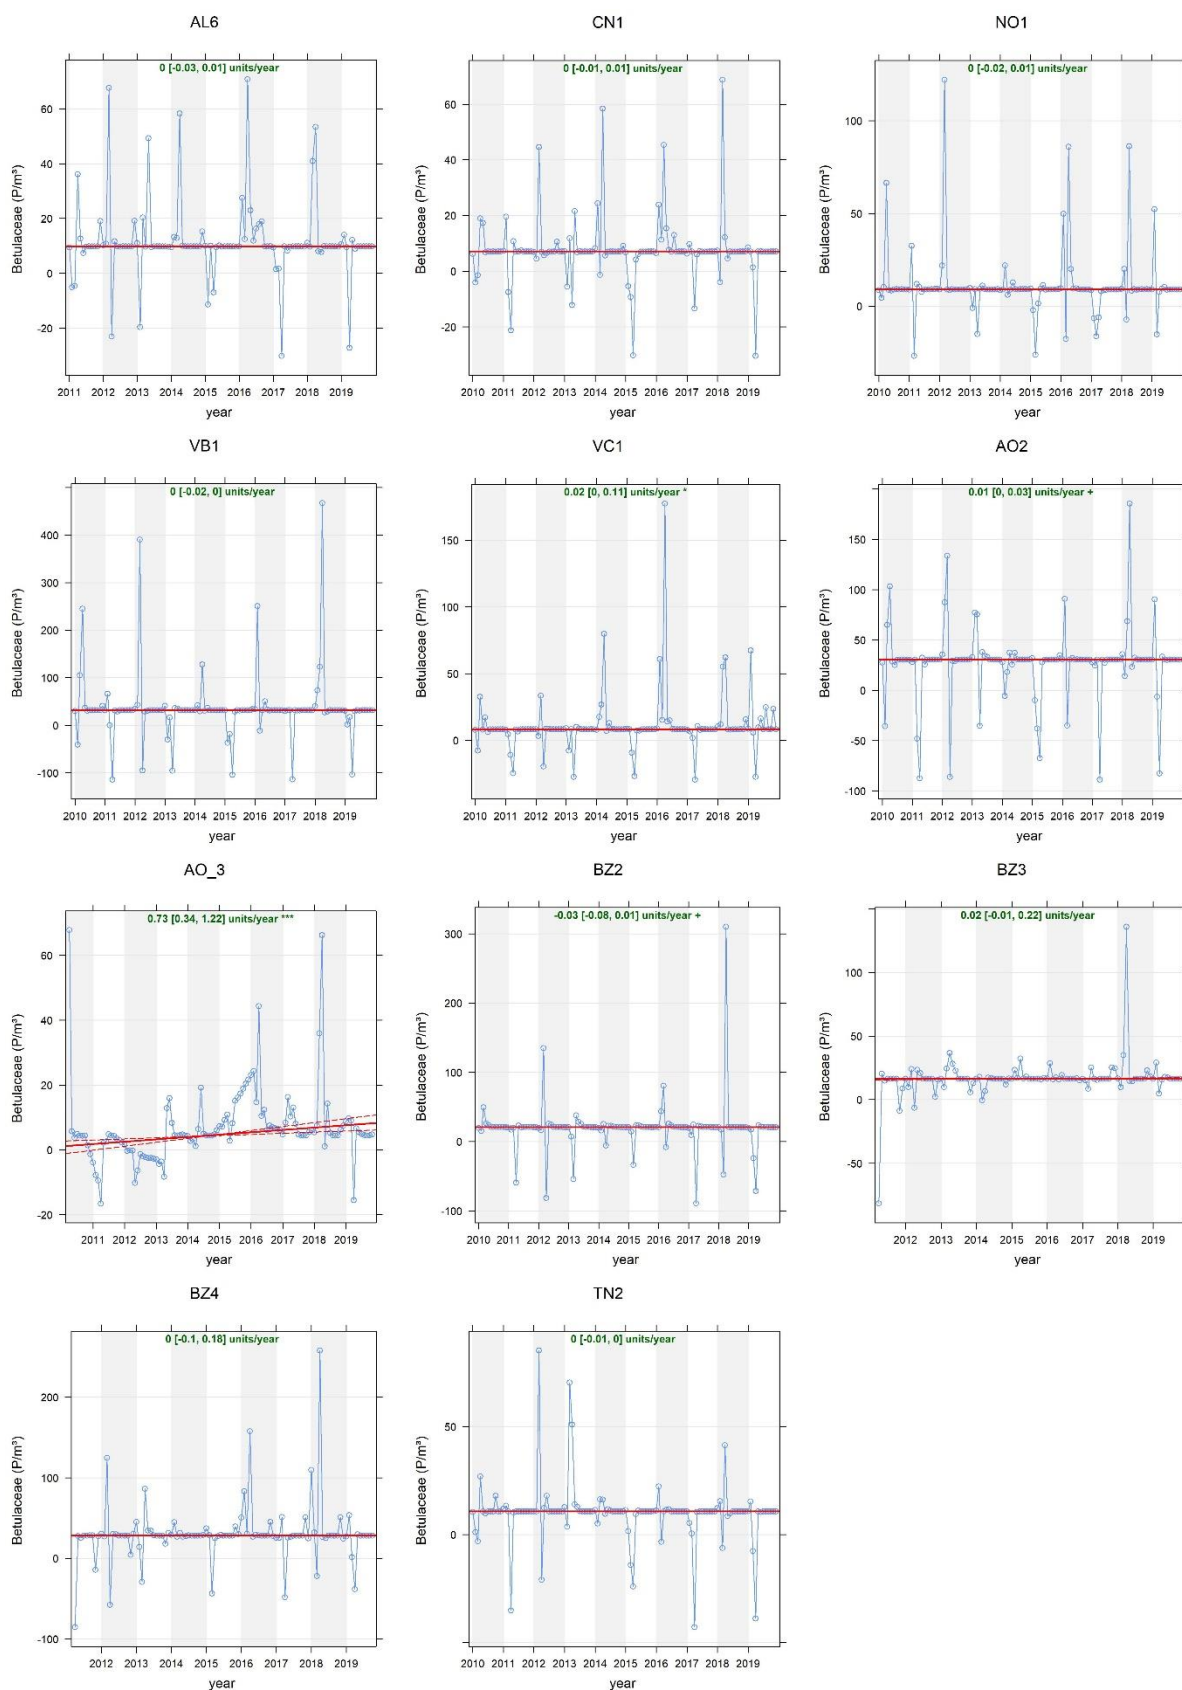 AL6
0 [-0.03, 0.01] units/year
Betulaceae (P/m³)
60
40
20
0
-20
2011 2012 2013 2014 2015 2016 2017 2018 2019
year
CN1
0 [-0.01, 0.01] units/year
Betulaceae (P/m³)
60
40
20
0
-20
2010 2011 2012 2013 2014 2015 2016 2017 2018 2019
year
NO1
0 [-0.02, 0.01] units/year
Betulaceae (P/m³)
100
50
0
2010 2011 2012 2013 2014 2015 2016 2017 2018 2019
year
VB1
0 [-0.02, 0] units/year
Betulaceae (P/m³)
400
300
200
100
0
-100
2010 2011 2012 2013 2014 2015 2016 2017 2018 2019
year
VC1
0.02 [0, 0.11] units/year *
Betulaceae (P/m³)
150
100
50
0
2010 2011 2012 2013 2014 2015 2016 2017 2018 2019
year
AO2
0.01 [0, 0.03] units/year +
Betulaceae (P/m³)
150
100
50
0
-50
-100
2010 2011 2012 2013 2014 2015 2016 2017 2018 2019
year
AO_3
0.73 [0.34, 1.22] units/year ***
Betulaceae (P/m³)
60
40
20
0
-20
2011 2012 2013 2014 2015 2016 2017 2018 2019
year
BZ2
-0.03 [-0.08, 0.01] units/year +
Betulaceae (P/m³)
300
200
100
0
-100
2010 2011 2012 2013 2014 2015 2016 2017 2018 2019
year
BZ3
0.02 [-0.01, 0.22] units/year
Betulaceae (P/m³)
100
50
0
-50
2012 2013 2014 2015 2016 2017 2018 2019
year
BZ4
0 [-0.1, 0.18] units/year
Betulaceae (P/m³)
200
100
0
-100
2012 2013 2014 2015 2016 2017 2018 2019
year
TN2
0 [-0.01, 0] units/year
Betulaceae (P/m³)
50
0
2010 2011 2012 2013 2014 2015 2016 2017 2018 2019
year